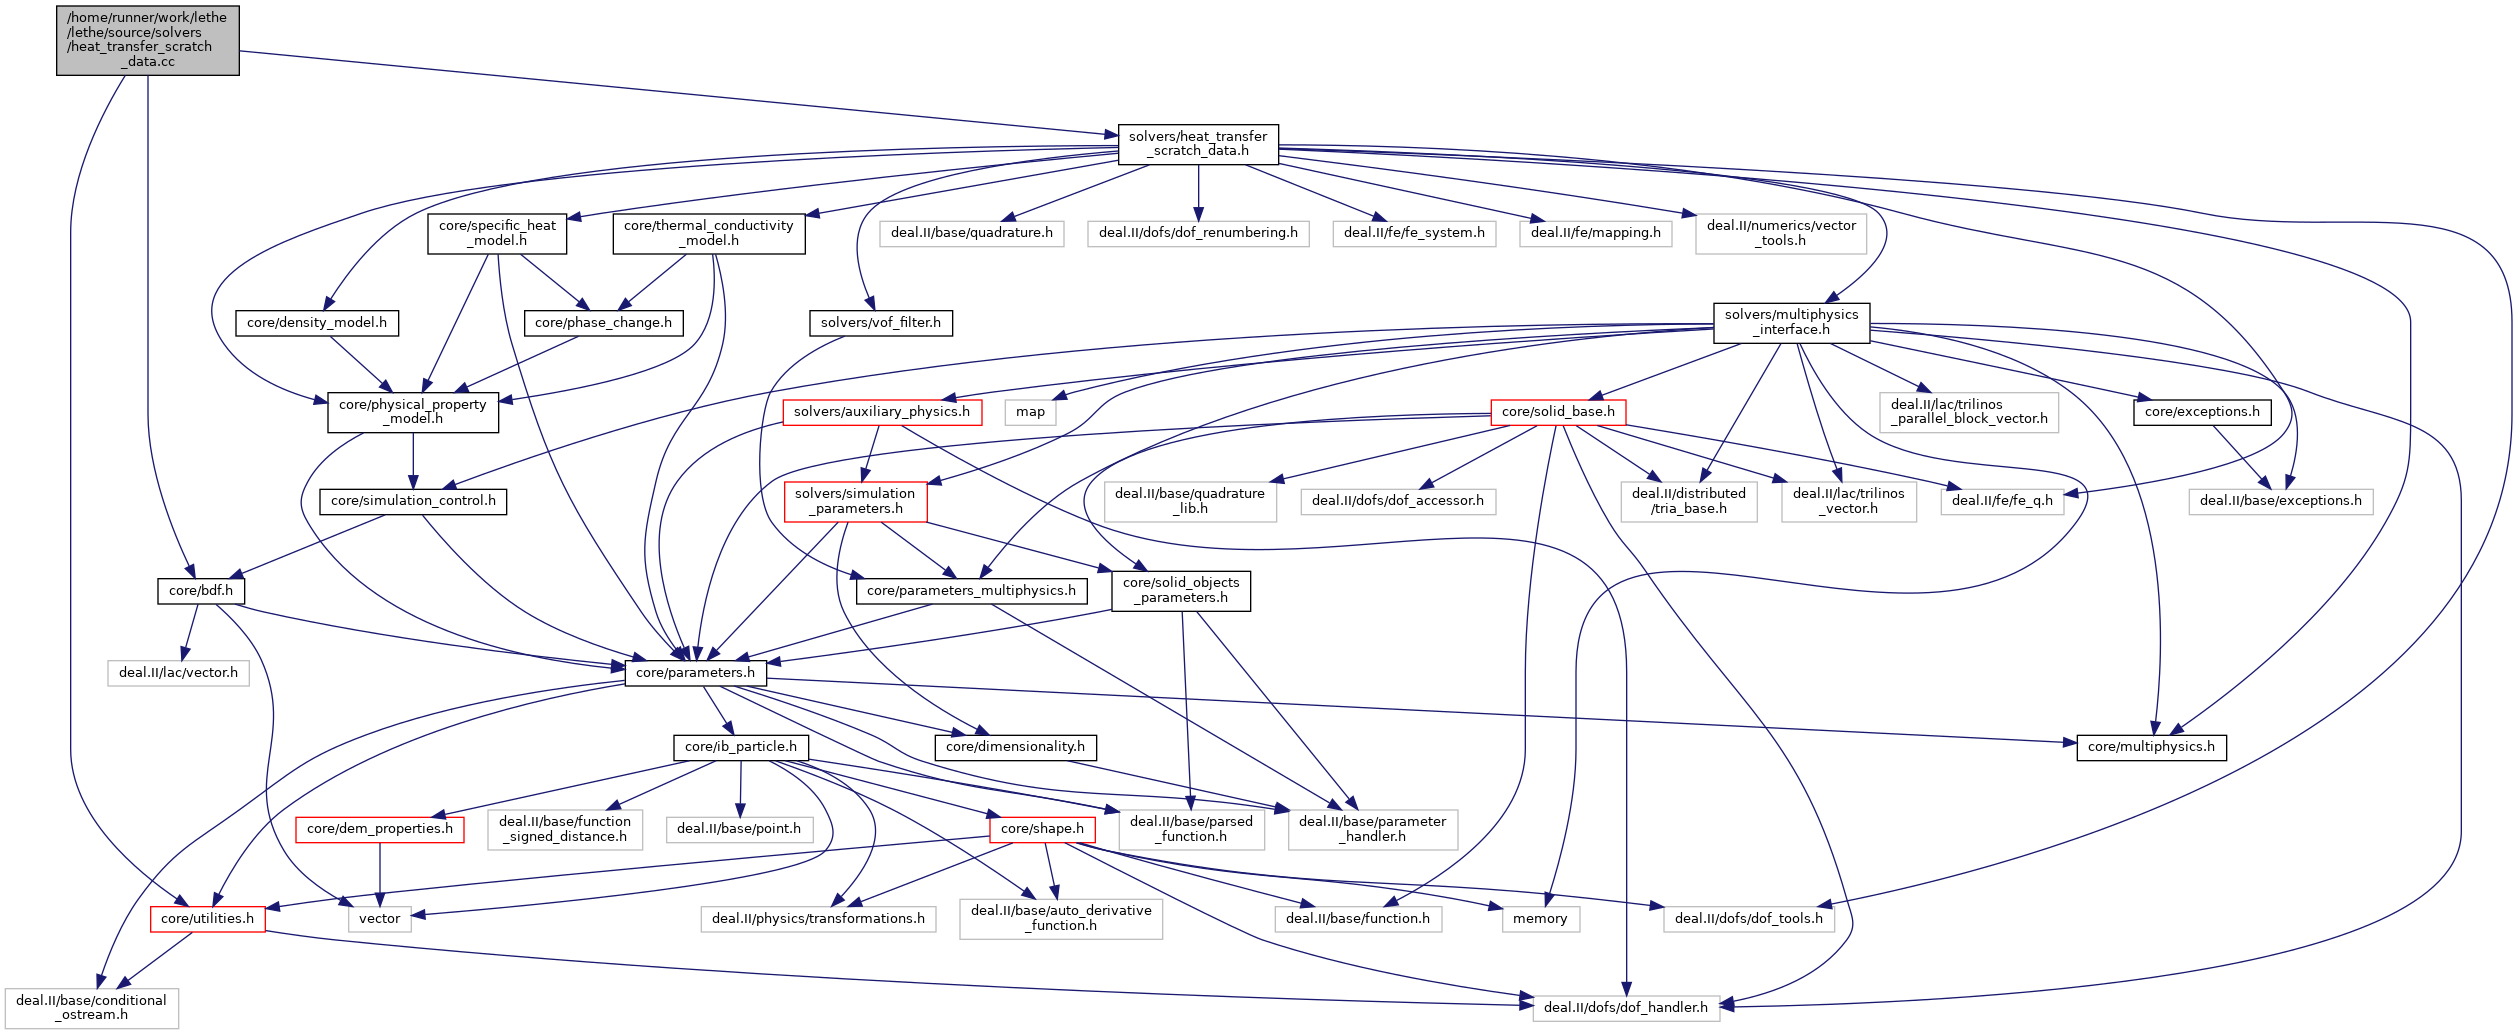 /home/runner/work/lethe
/lethe/source/solvers
/heat_transfer_scratch
_data.cc
solvers/heat_transfer
_scratch_data.h
core/specific_heat
_model.h
core/thermal_conductivity
_model.h
deal.II/base/quadrature.h
deal.II/dofs/dof_renumbering.h
deal.II/fe/fe_system.h
deal.II/fe/mapping.h
deal.II/numerics/vector
_tools.h
core/density_model.h
core/phase_change.h
solvers/vof_filter.h
solvers/multiphysics
_interface.h
core/physical_property
_model.h
solvers/auxiliary_physics.h
map
core/solid_base.h
deal.II/lac/trilinos
_parallel_block_vector.h
core/exceptions.h
core/simulation_control.h
solvers/simulation
_parameters.h
deal.II/base/quadrature
_lib.h
deal.II/dofs/dof_accessor.h
deal.II/distributed
/tria_base.h
deal.II/lac/trilinos
_vector.h
deal.II/fe/fe_q.h
deal.II/base/exceptions.h
core/bdf.h
core/parameters_multiphysics.h
core/solid_objects
_parameters.h
deal.II/lac/vector.h
core/parameters.h
core/ib_particle.h
core/dimensionality.h
core/multiphysics.h
core/dem_properties.h
deal.II/base/function
_signed_distance.h
deal.II/base/point.h
core/shape.h
deal.II/base/parsed
_function.h
deal.II/base/parameter
_handler.h
core/utilities.h
vector
deal.II/physics/transformations.h
deal.II/base/auto_derivative
_function.h
deal.II/base/function.h
memory
deal.II/dofs/dof_tools.h
deal.II/base/conditional
_ostream.h
deal.II/dofs/dof_handler.h